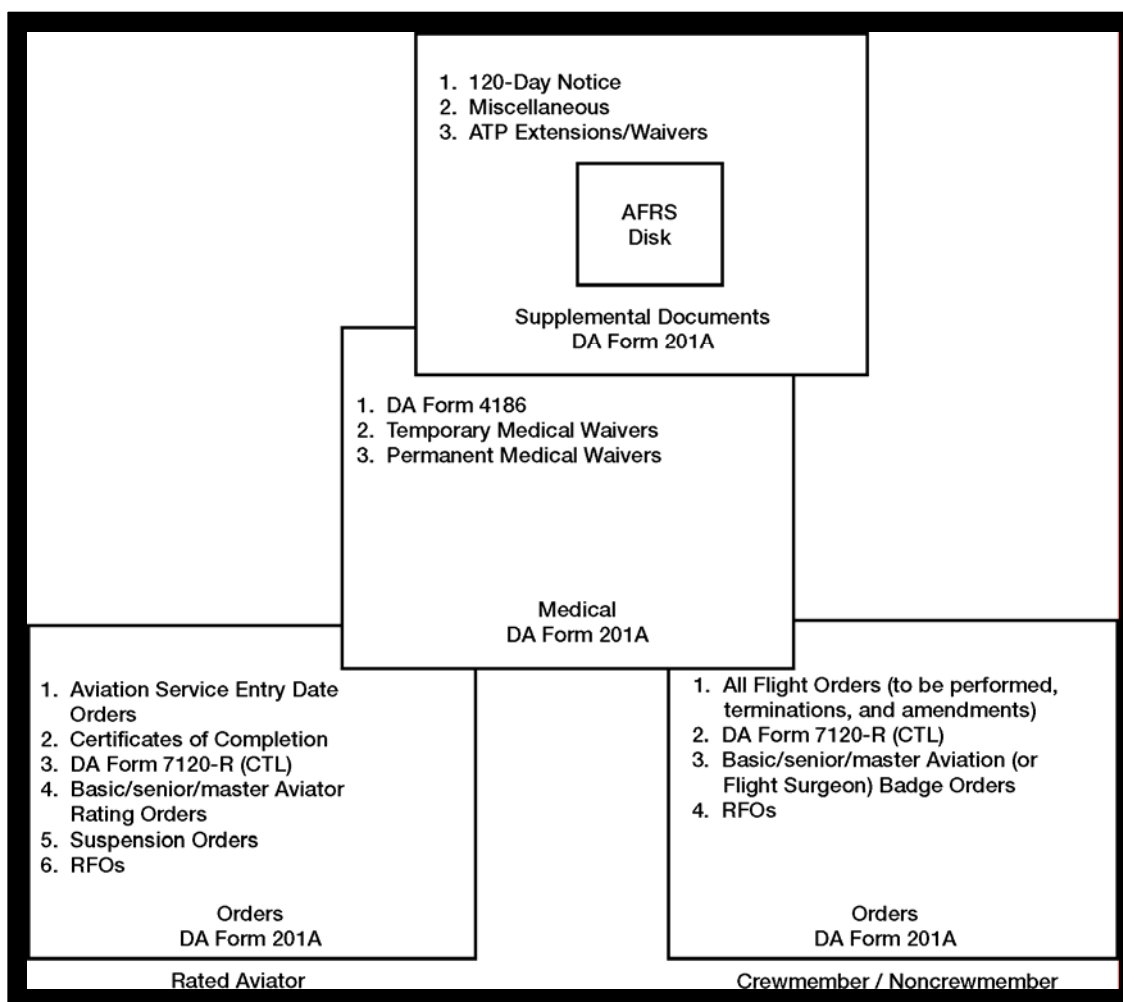 1. 120-Day Notice
2. Miscellaneous
3. ATP Extensions/Waivers
AFRS
Disk
Supplemental Documents
DA Form 201A
1. DA Form 4186
2. Temporary Medical Waivers
3. Permanent Medical Waivers
Medical
DA Form 201A
1. Aviation Service Entry Date
Orders
2. Certificates of Completion
3. DA Form 7120-R (CTL)
4. Basic/senior/master Aviator
Rating Orders
5. Suspension Orders
6. RFOs
Orders
DA Form 201A
Rated Aviator
1. All Flight Orders (to be performed,
terminations, and amendments)
2. DA Form 7120-R (CTL)
3. Basic/senior/master Aviation (or
Flight Surgeon) Badge Orders
4. RFOs
Orders
DA Form 201A
Crewmember / Noncrewmember